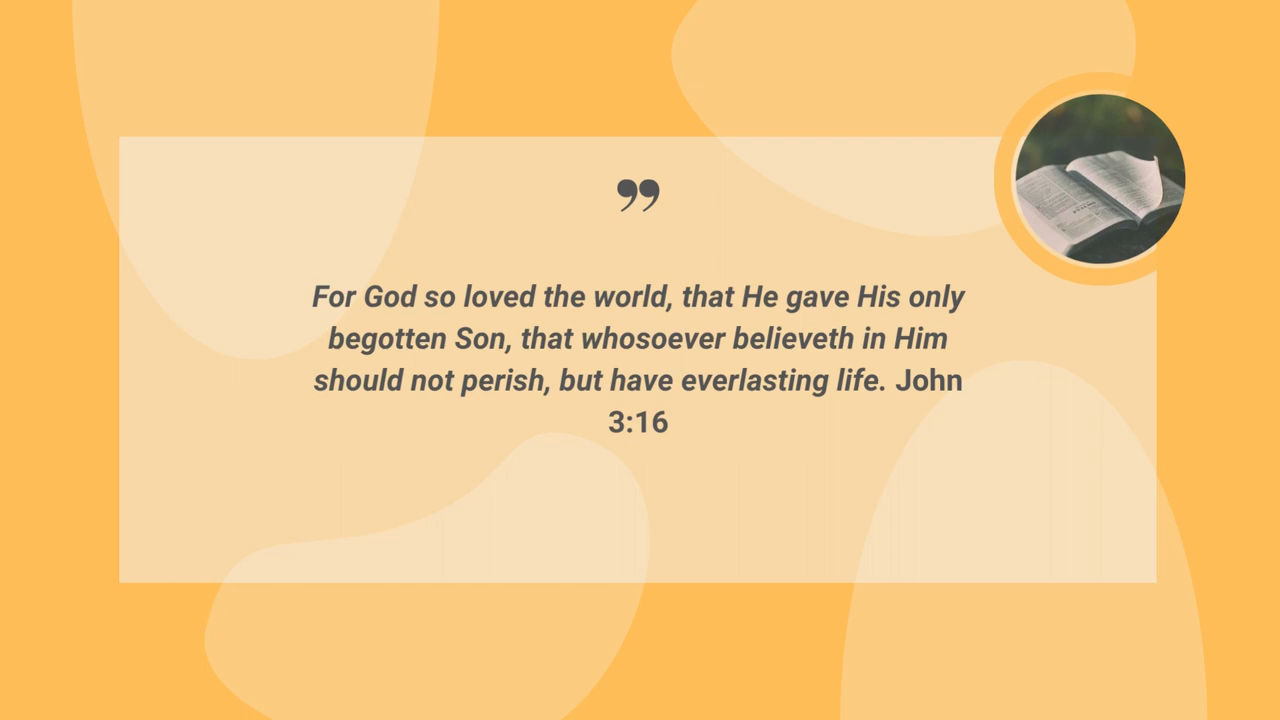 ”
For God so loved the world, that He gave His only
begotten Son, that whosoever believeth in Him
should not perish, but have everlasting life. John
3:16